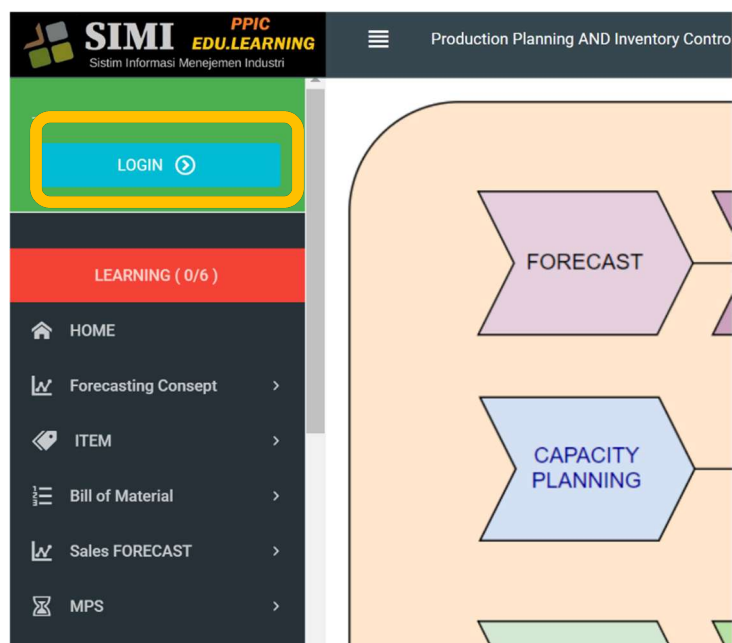 SIMI
PPIC
EDU.LEARNING
Sistim Informasi Menejemen Industri
Production Planning AND Inventory Contro
LOGIN
LEARNING ( 0/6 )
HOME
Forecasting Consept
ITEM
Bill of Material
Sales FORECAST
MPS
FORECAST
CAPACITY
PLANNING